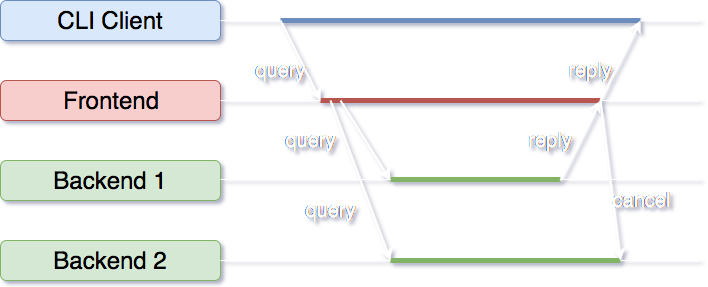 CLI Client
query
reply
Frontend
query
reply
Backend 1
query
cancel
Backend 2